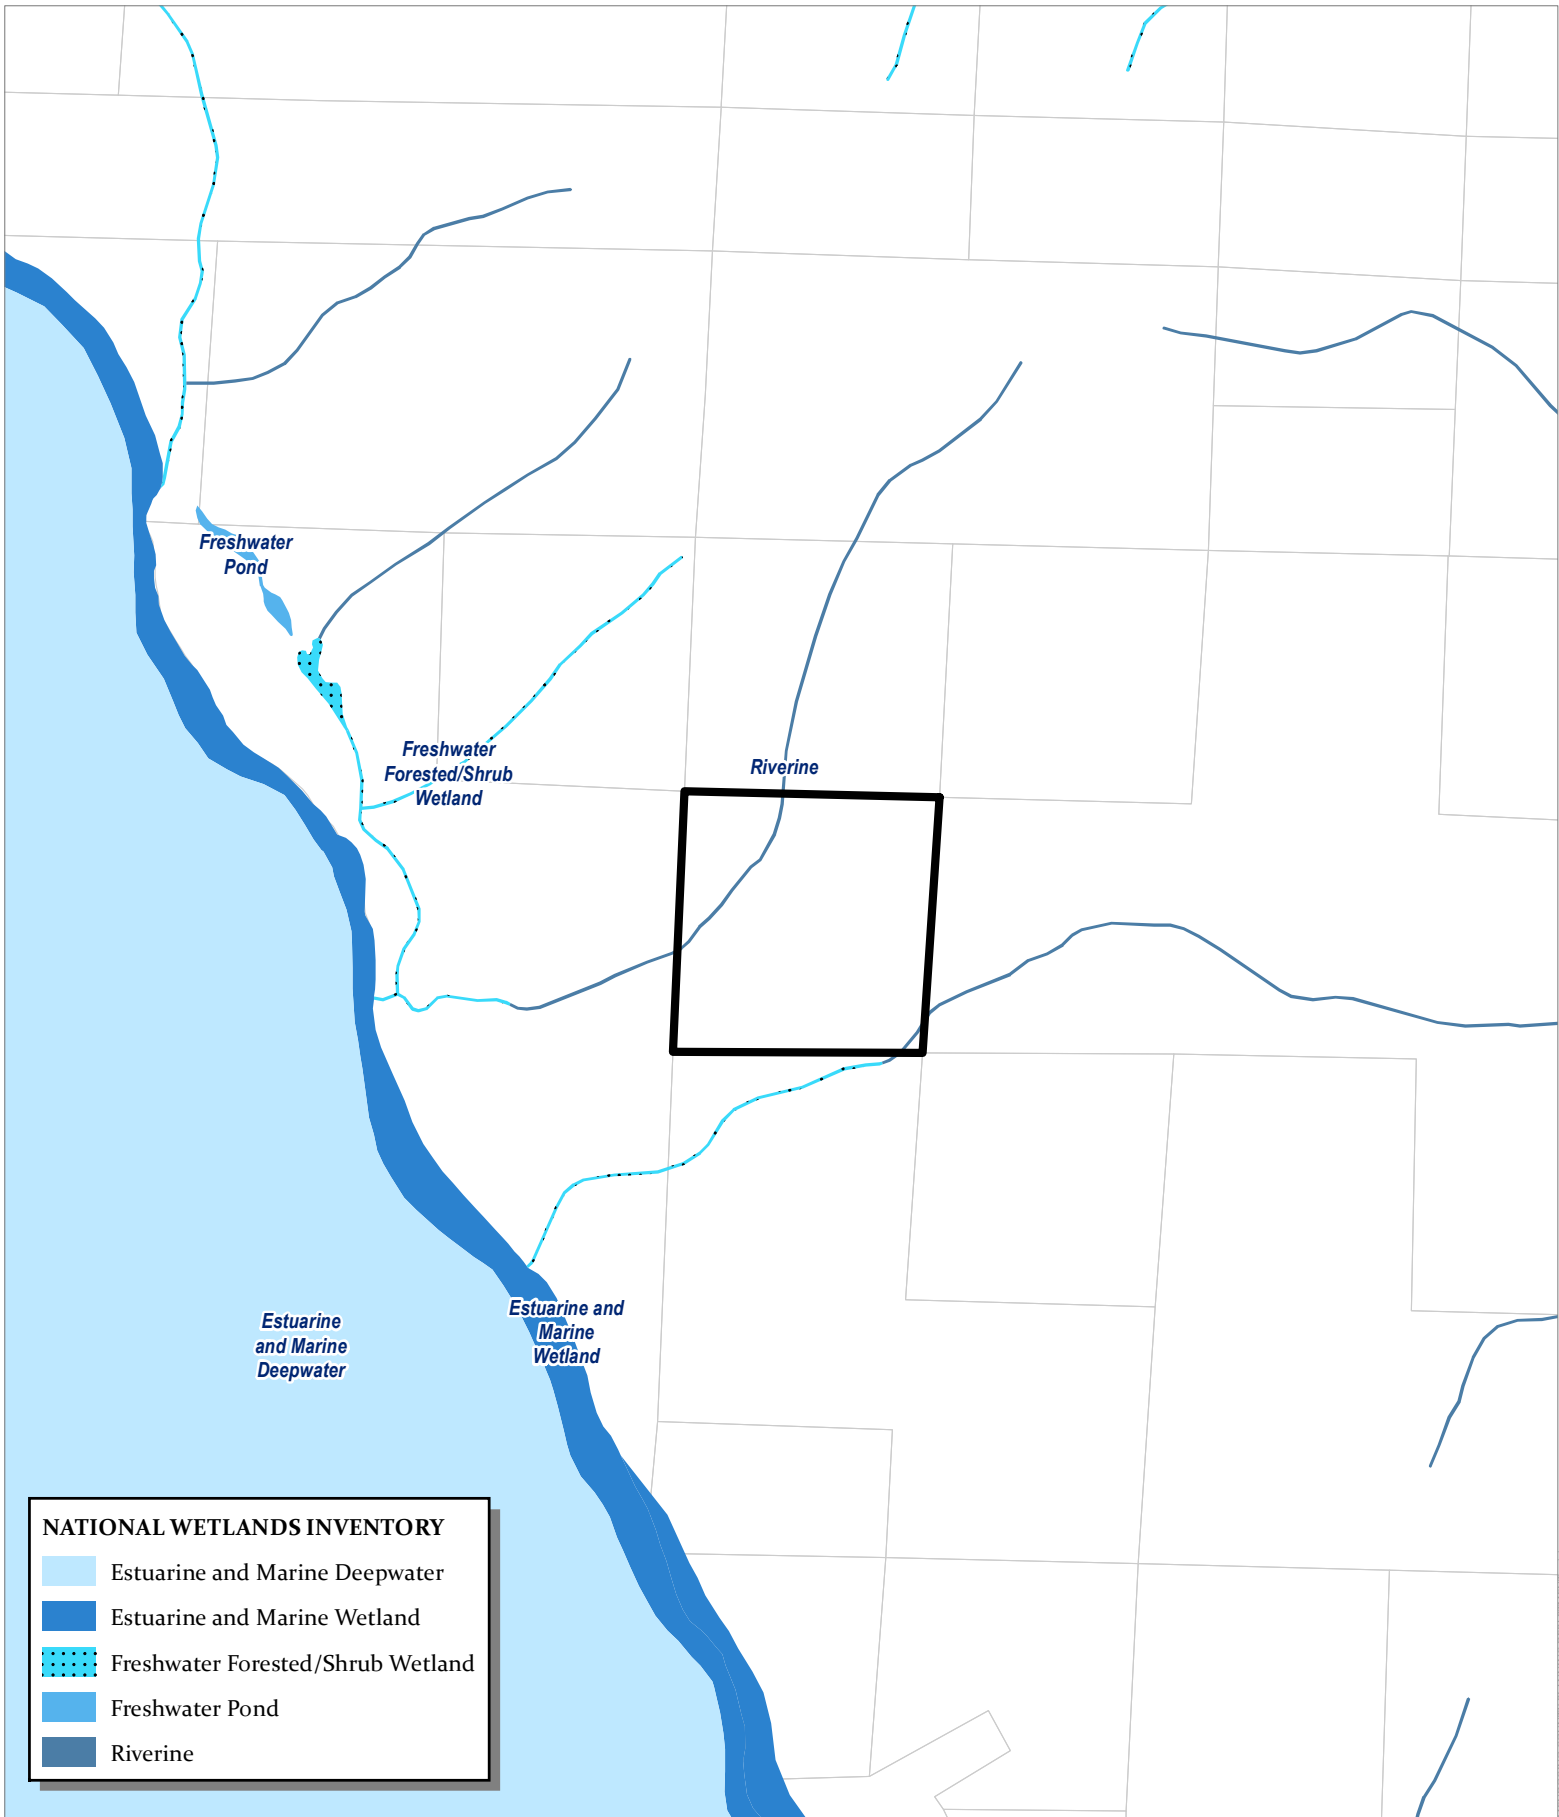 Freshwater
Pond
Freshwater
Forested/Shrub
Wetland
Riverine
Estuarine
and Marine
Deepwater
Estuarine and
Marine
Wetland
NATIONAL WETLANDS INVENTORY
Estuarine and Marine Deepwater
Estuarine and Marine Wetland
Freshwater Forested/Shrub Wetland
Freshwater Pond
Riverine